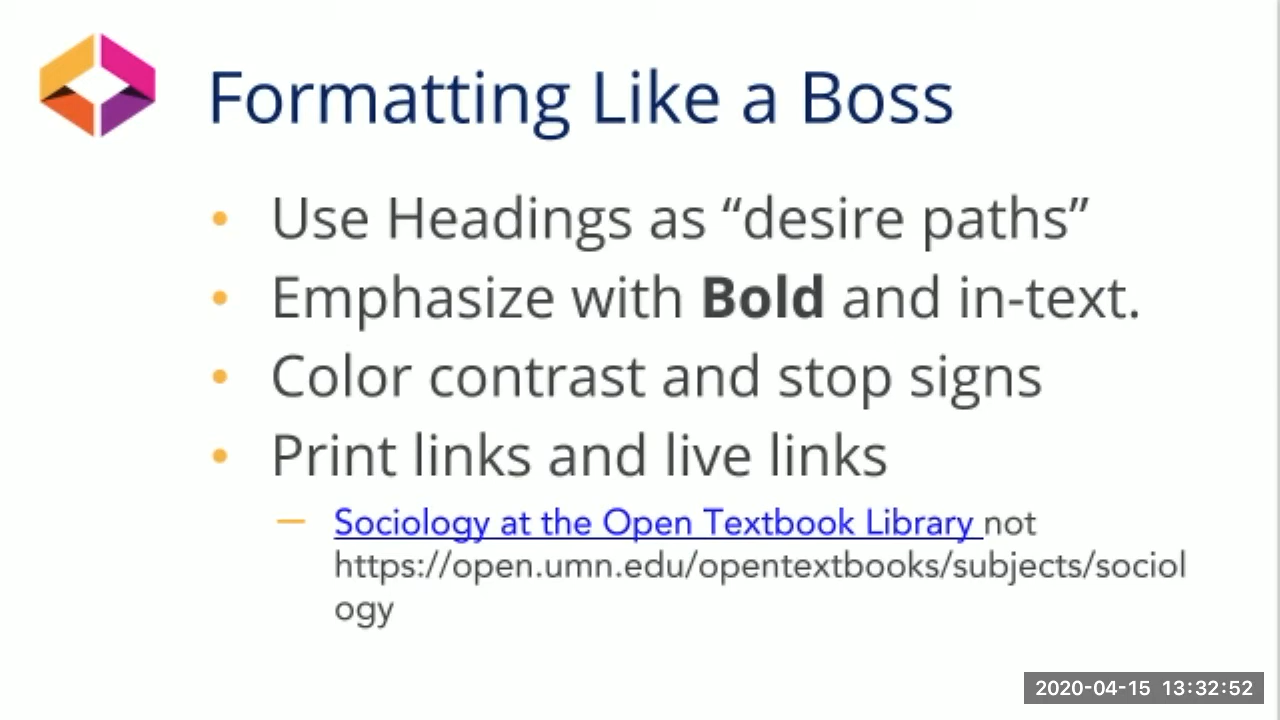 Formatting Like a Boss
• Use Headings as “desire paths”
• Emphasize with Bold and in-text.
• Color contrast and stop signs
• Print links and live links
– Sociology at the Open Textbook Library not
https://open.umn.edu/opentextbooks/subjects/sociol
ogy
2020-04-15 13:32:52